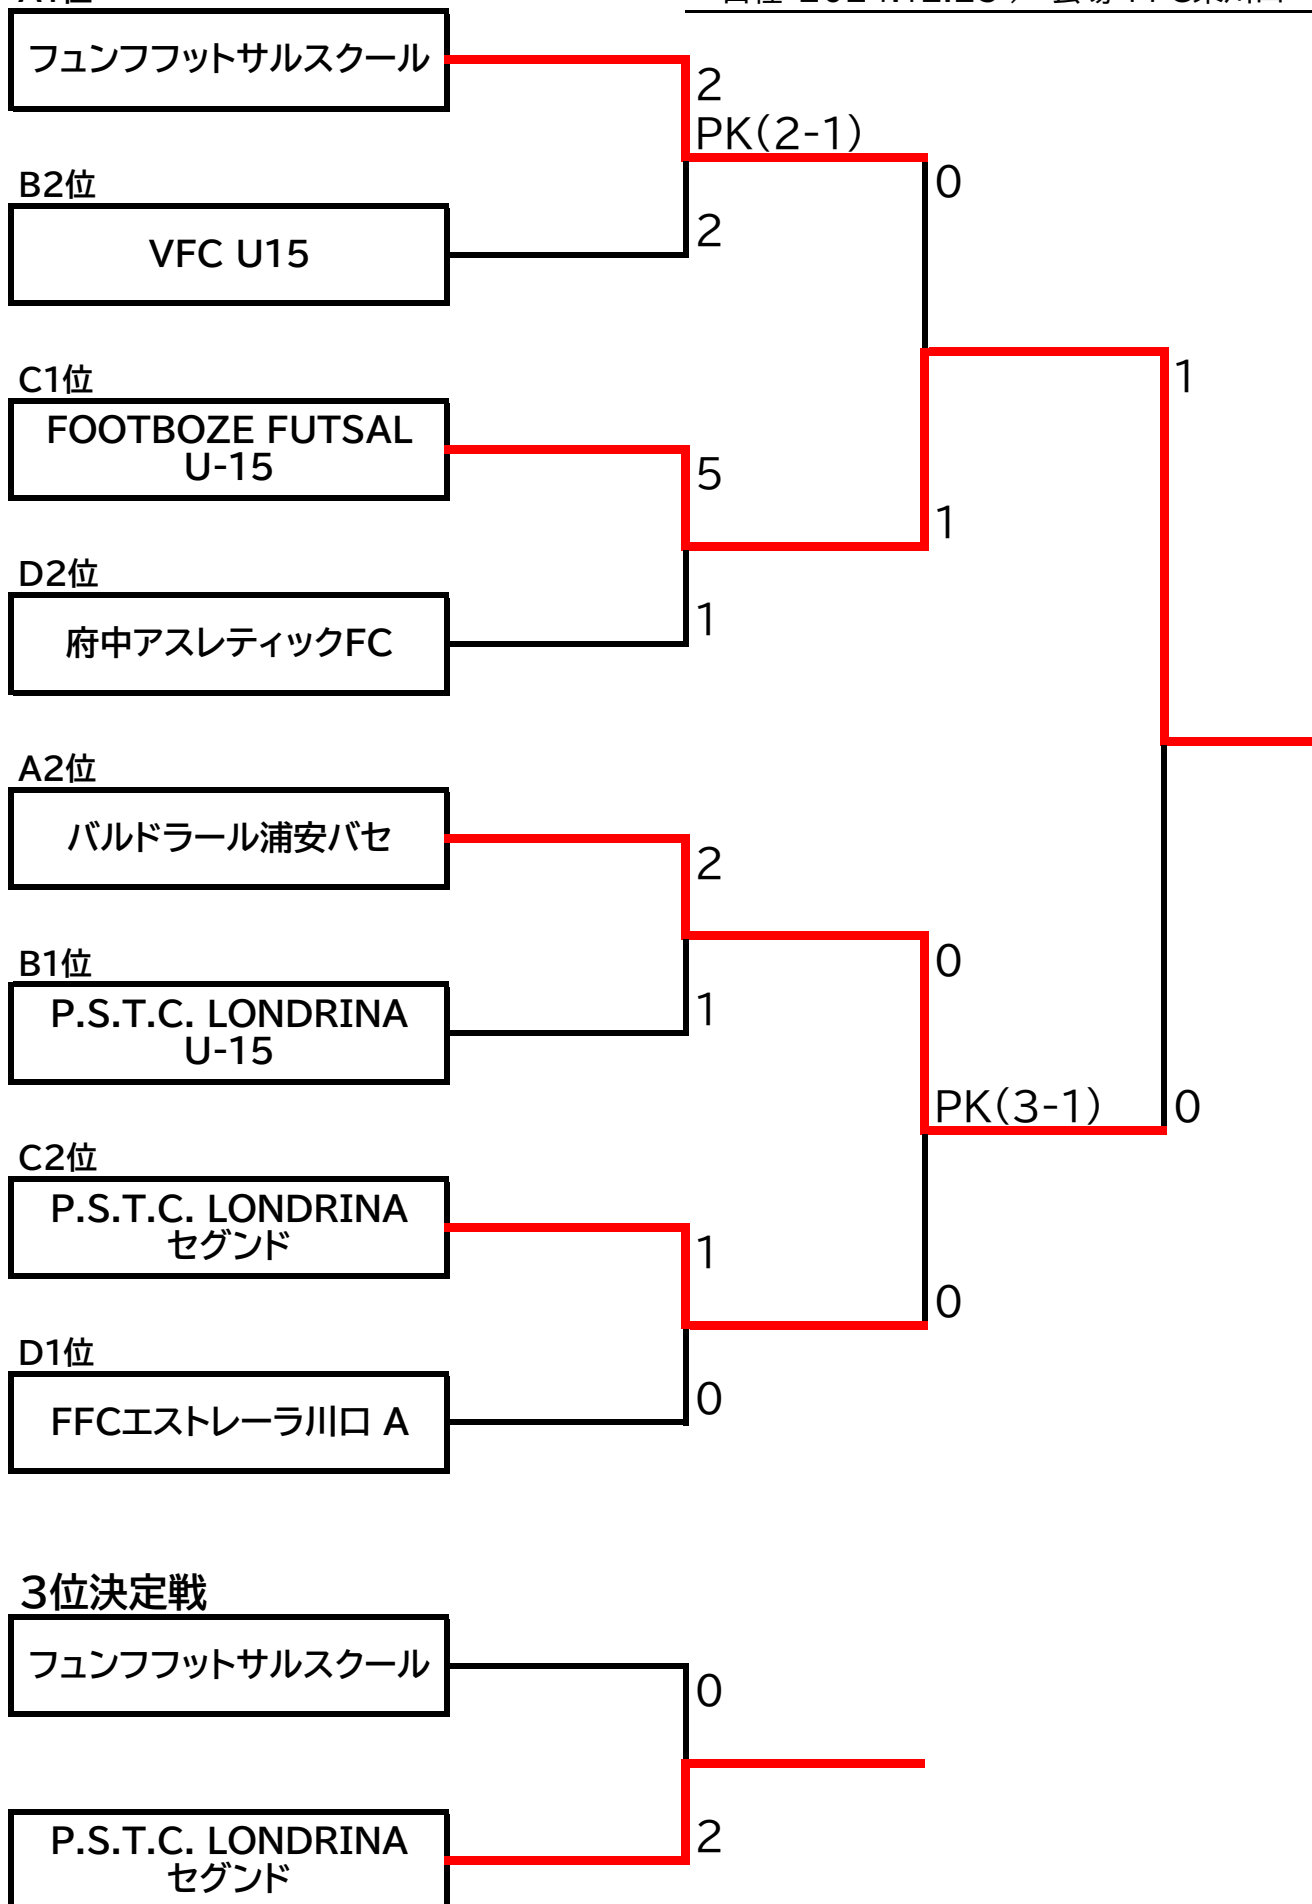 フュンフフットサルスクール
2
PK(2-1)
0
B2位
2
VFC U15
C1位
1
FOOTBOZE FUTSAL
U-15
5
1
D2位
1
府中アスレティックFC
A2位
バルドラール浦安バセ
2
B1位
0
P.S.T.C. LONDRINA
U-15
1
PK(3-1)
0
C2位
P.S.T.C. LONDRINA
セグンド
1
0
D1位
0
FFCエストレーラ川口 A
3位決定戦
フュンフフットサルスクール
0
2
P.S.T.C. LONDRINA
セグンド